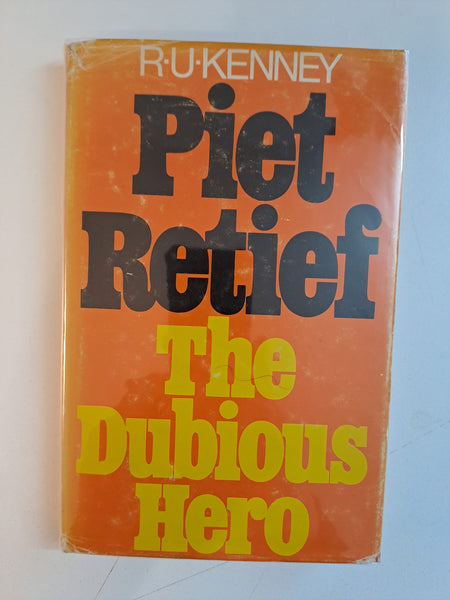 R·U·KENNEY
Piet
Retief
The
Dubious
Hero